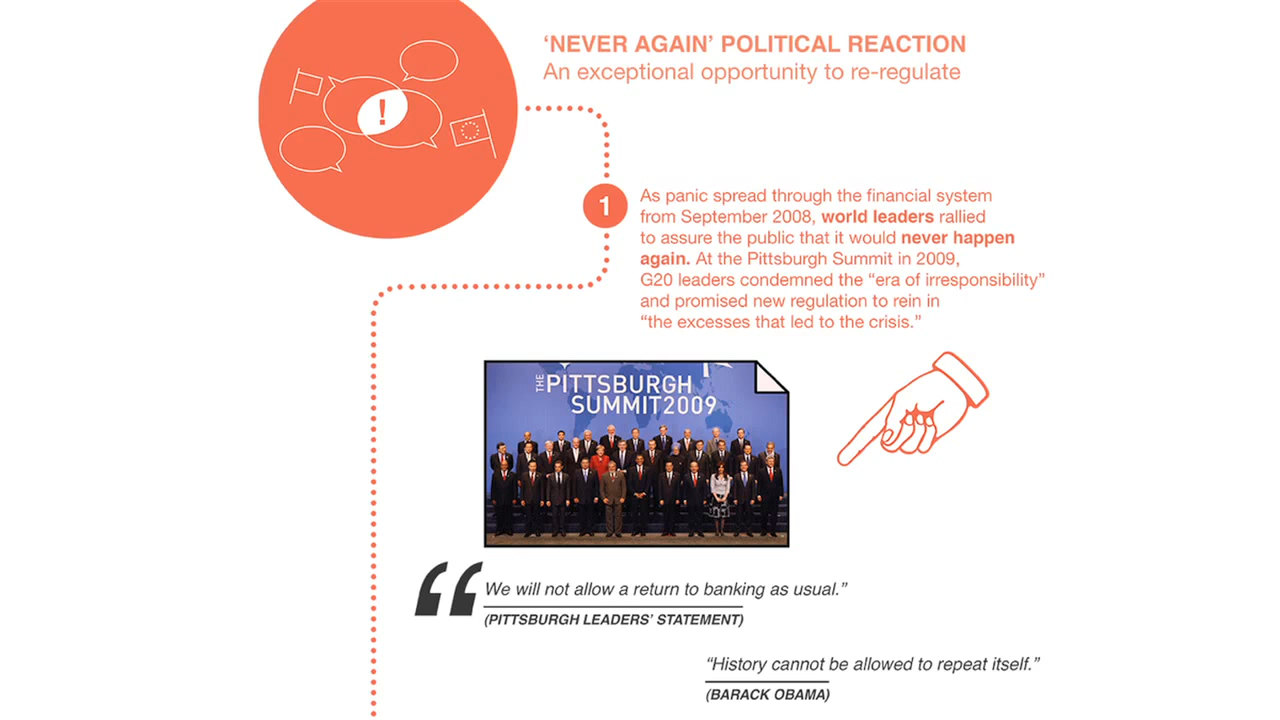 ‘NEVER AGAIN’ POLITICAL REACTION
An exceptional opportunity to re-regulate
!
1
As panic spread through the financial system
from September 2008, world leaders rallied
to assure the public that it would never happen
again. At the Pittsburgh Summit in 2009,
G20 leaders condemned the “era of irresponsibility”
and promised new regulation to rein in
“the excesses that led to the crisis.”
THE PITTSBURGH
SUMMIT2009
“We will not allow a return to banking as usual.”
(PITTSBURGH LEADERS’ STATEMENT)
“History cannot be allowed to repeat itself.”
(BARACK OBAMA)